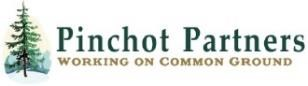 Pinchot Partners
WORKING ON COMMON GROUND